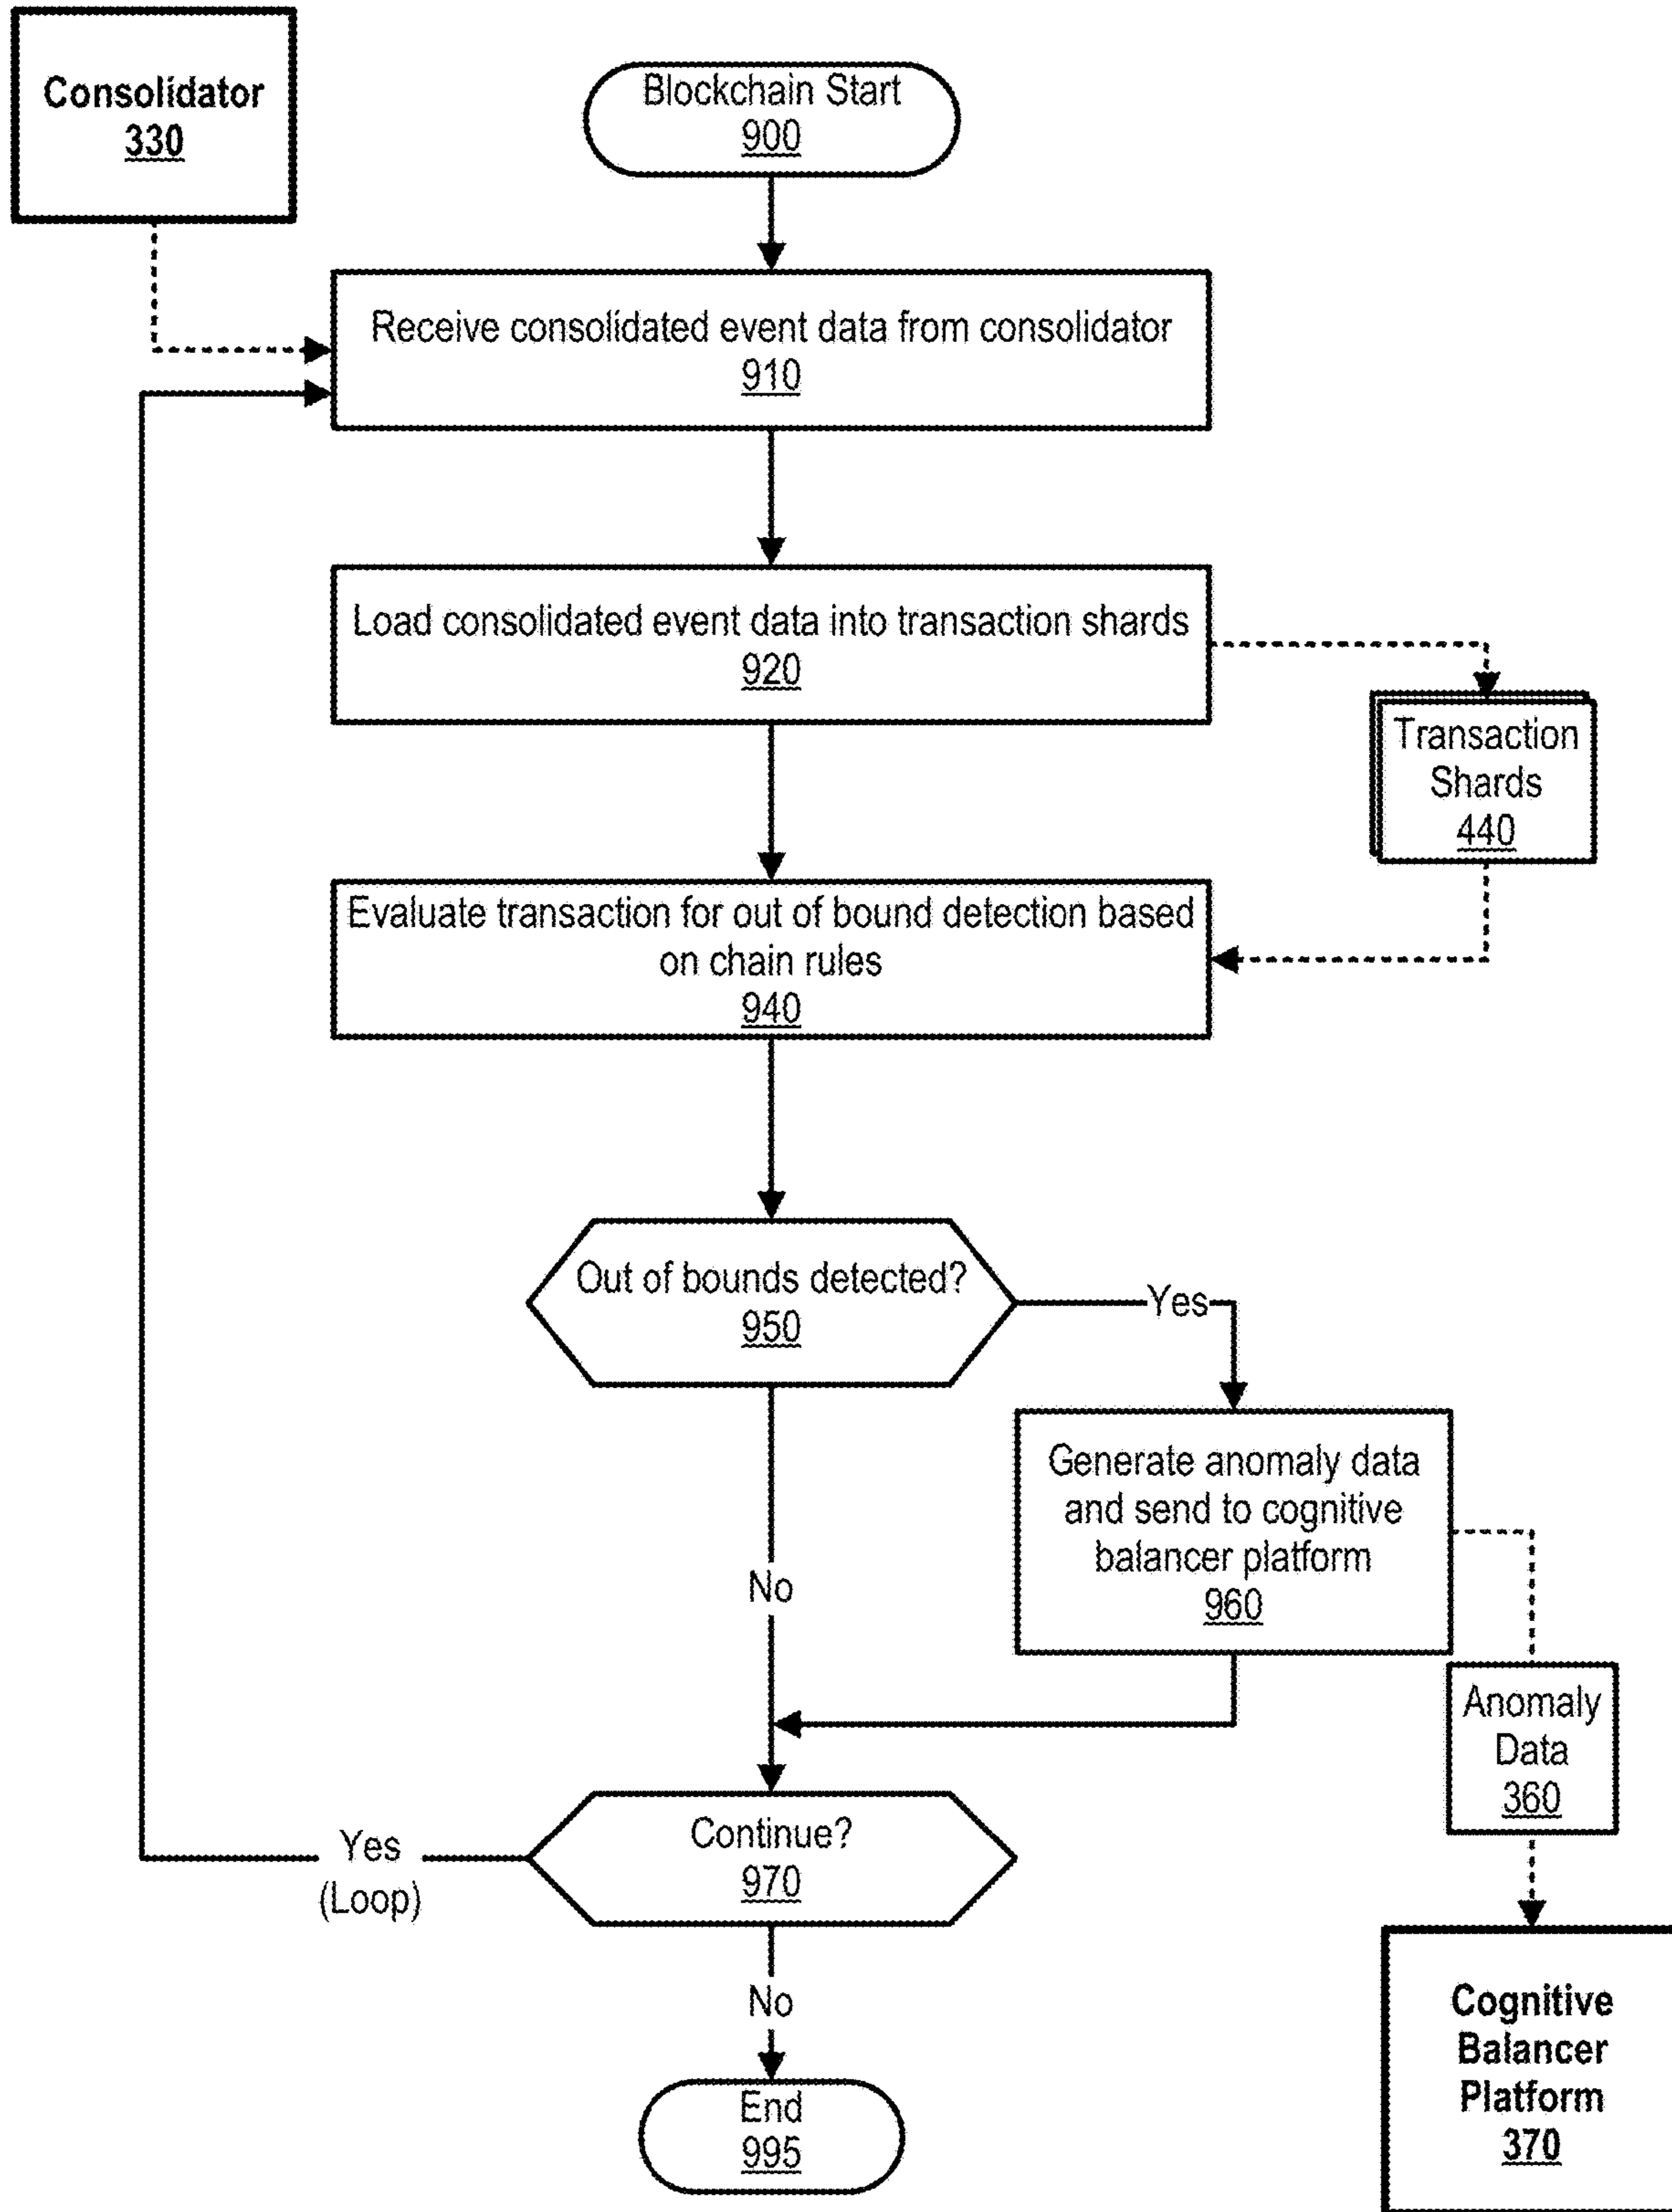 Consolidator
330
Blockchain Start
900
Receive consolidated event data from consolidator
910
Load consolidated event data into transaction shards
920
Transaction
Shards
440
Evaluate transaction for out of bound detection based
on chain rules
940
Out of bounds detected?
950
Yes
Generate anomaly data
and send to cognitive
balancer platform
960
No
Anomaly
Data
360
Continue?
970
Yes
(Loop)
No
Cognitive
Balancer
Platform
370
End
995